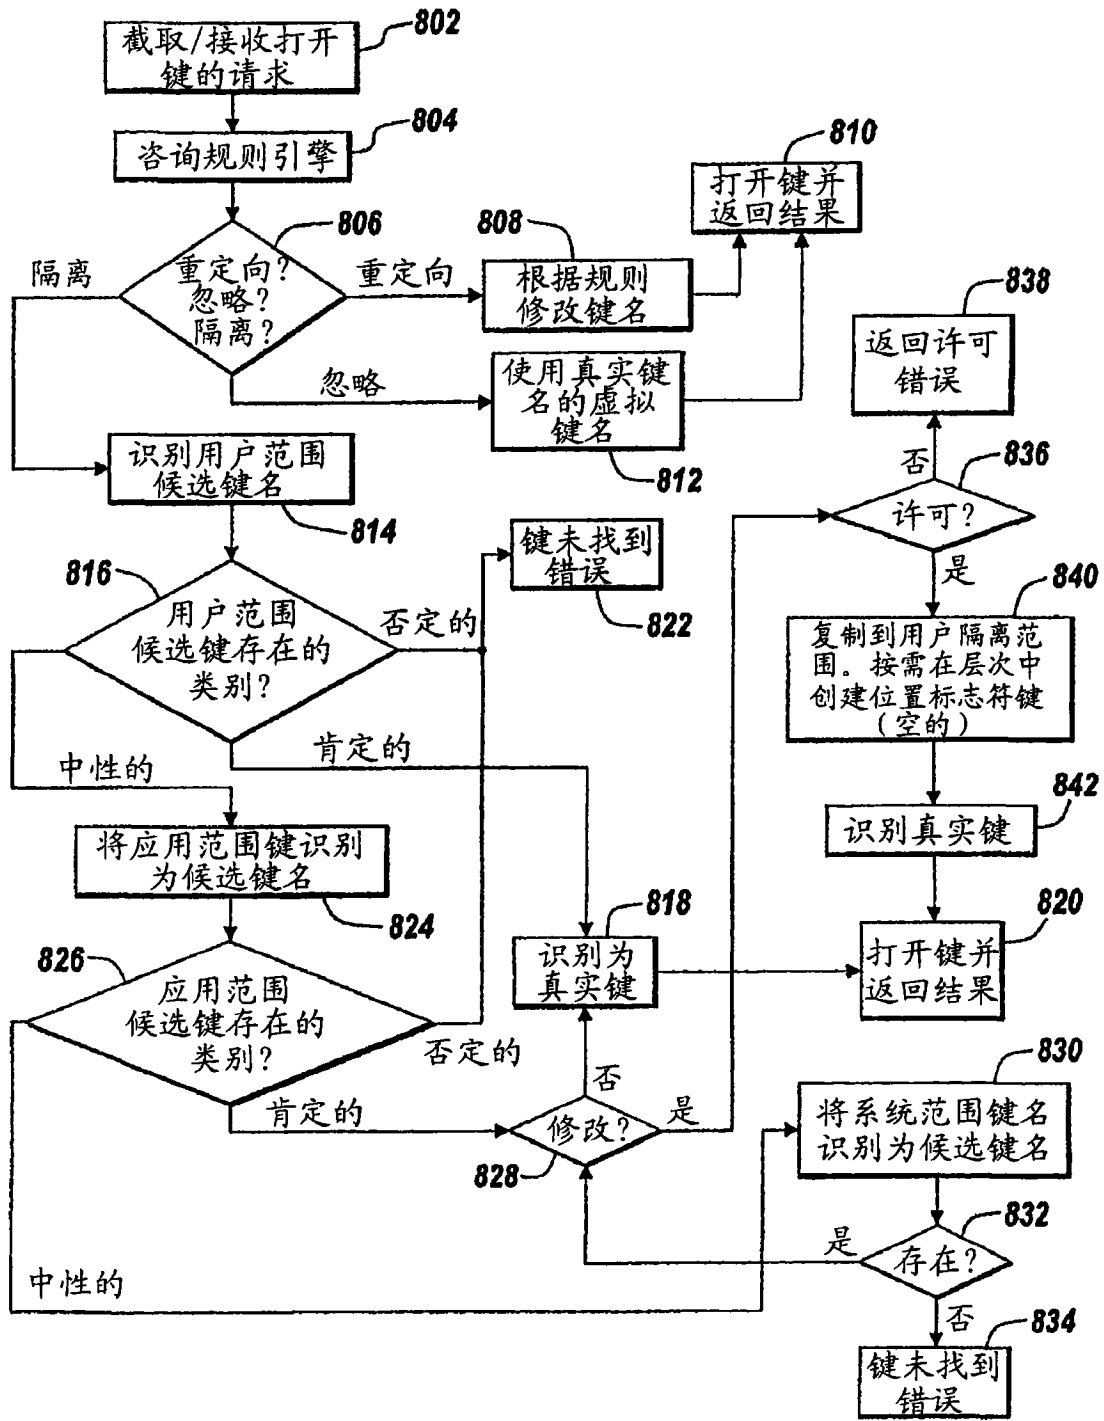 802
截取/接收打开
键的请求
804
咨询规则引擎
806
重定向?
忽略?
隔离?
隔离
重定向
忽略
808
根据规则
修改键名
810
打开键并
返回结果
使用真实键
名的虚拟
键名
812
识别用户范围
候选键名
814
816
用户范围
候选键存在的
类别?
否定的
肯定的
中性的
键未找到
错误
822
将应用范围键识别
为候选键名
824
826
应用范围
候选键存在的
类别?
否定的
肯定的
中性的
818
识别为
真实键
否
修改?
是
828
838
返回许可
错误
否
836
许可?
是
840
复制到用户隔离范
围。按需在层次中
创建位置标志符键
(空的)
842
识别真实键
820
打开键并
返回结果
830
将系统范围键名
识别为候选键名
832
存在?
是
否
834
键未找到
错误